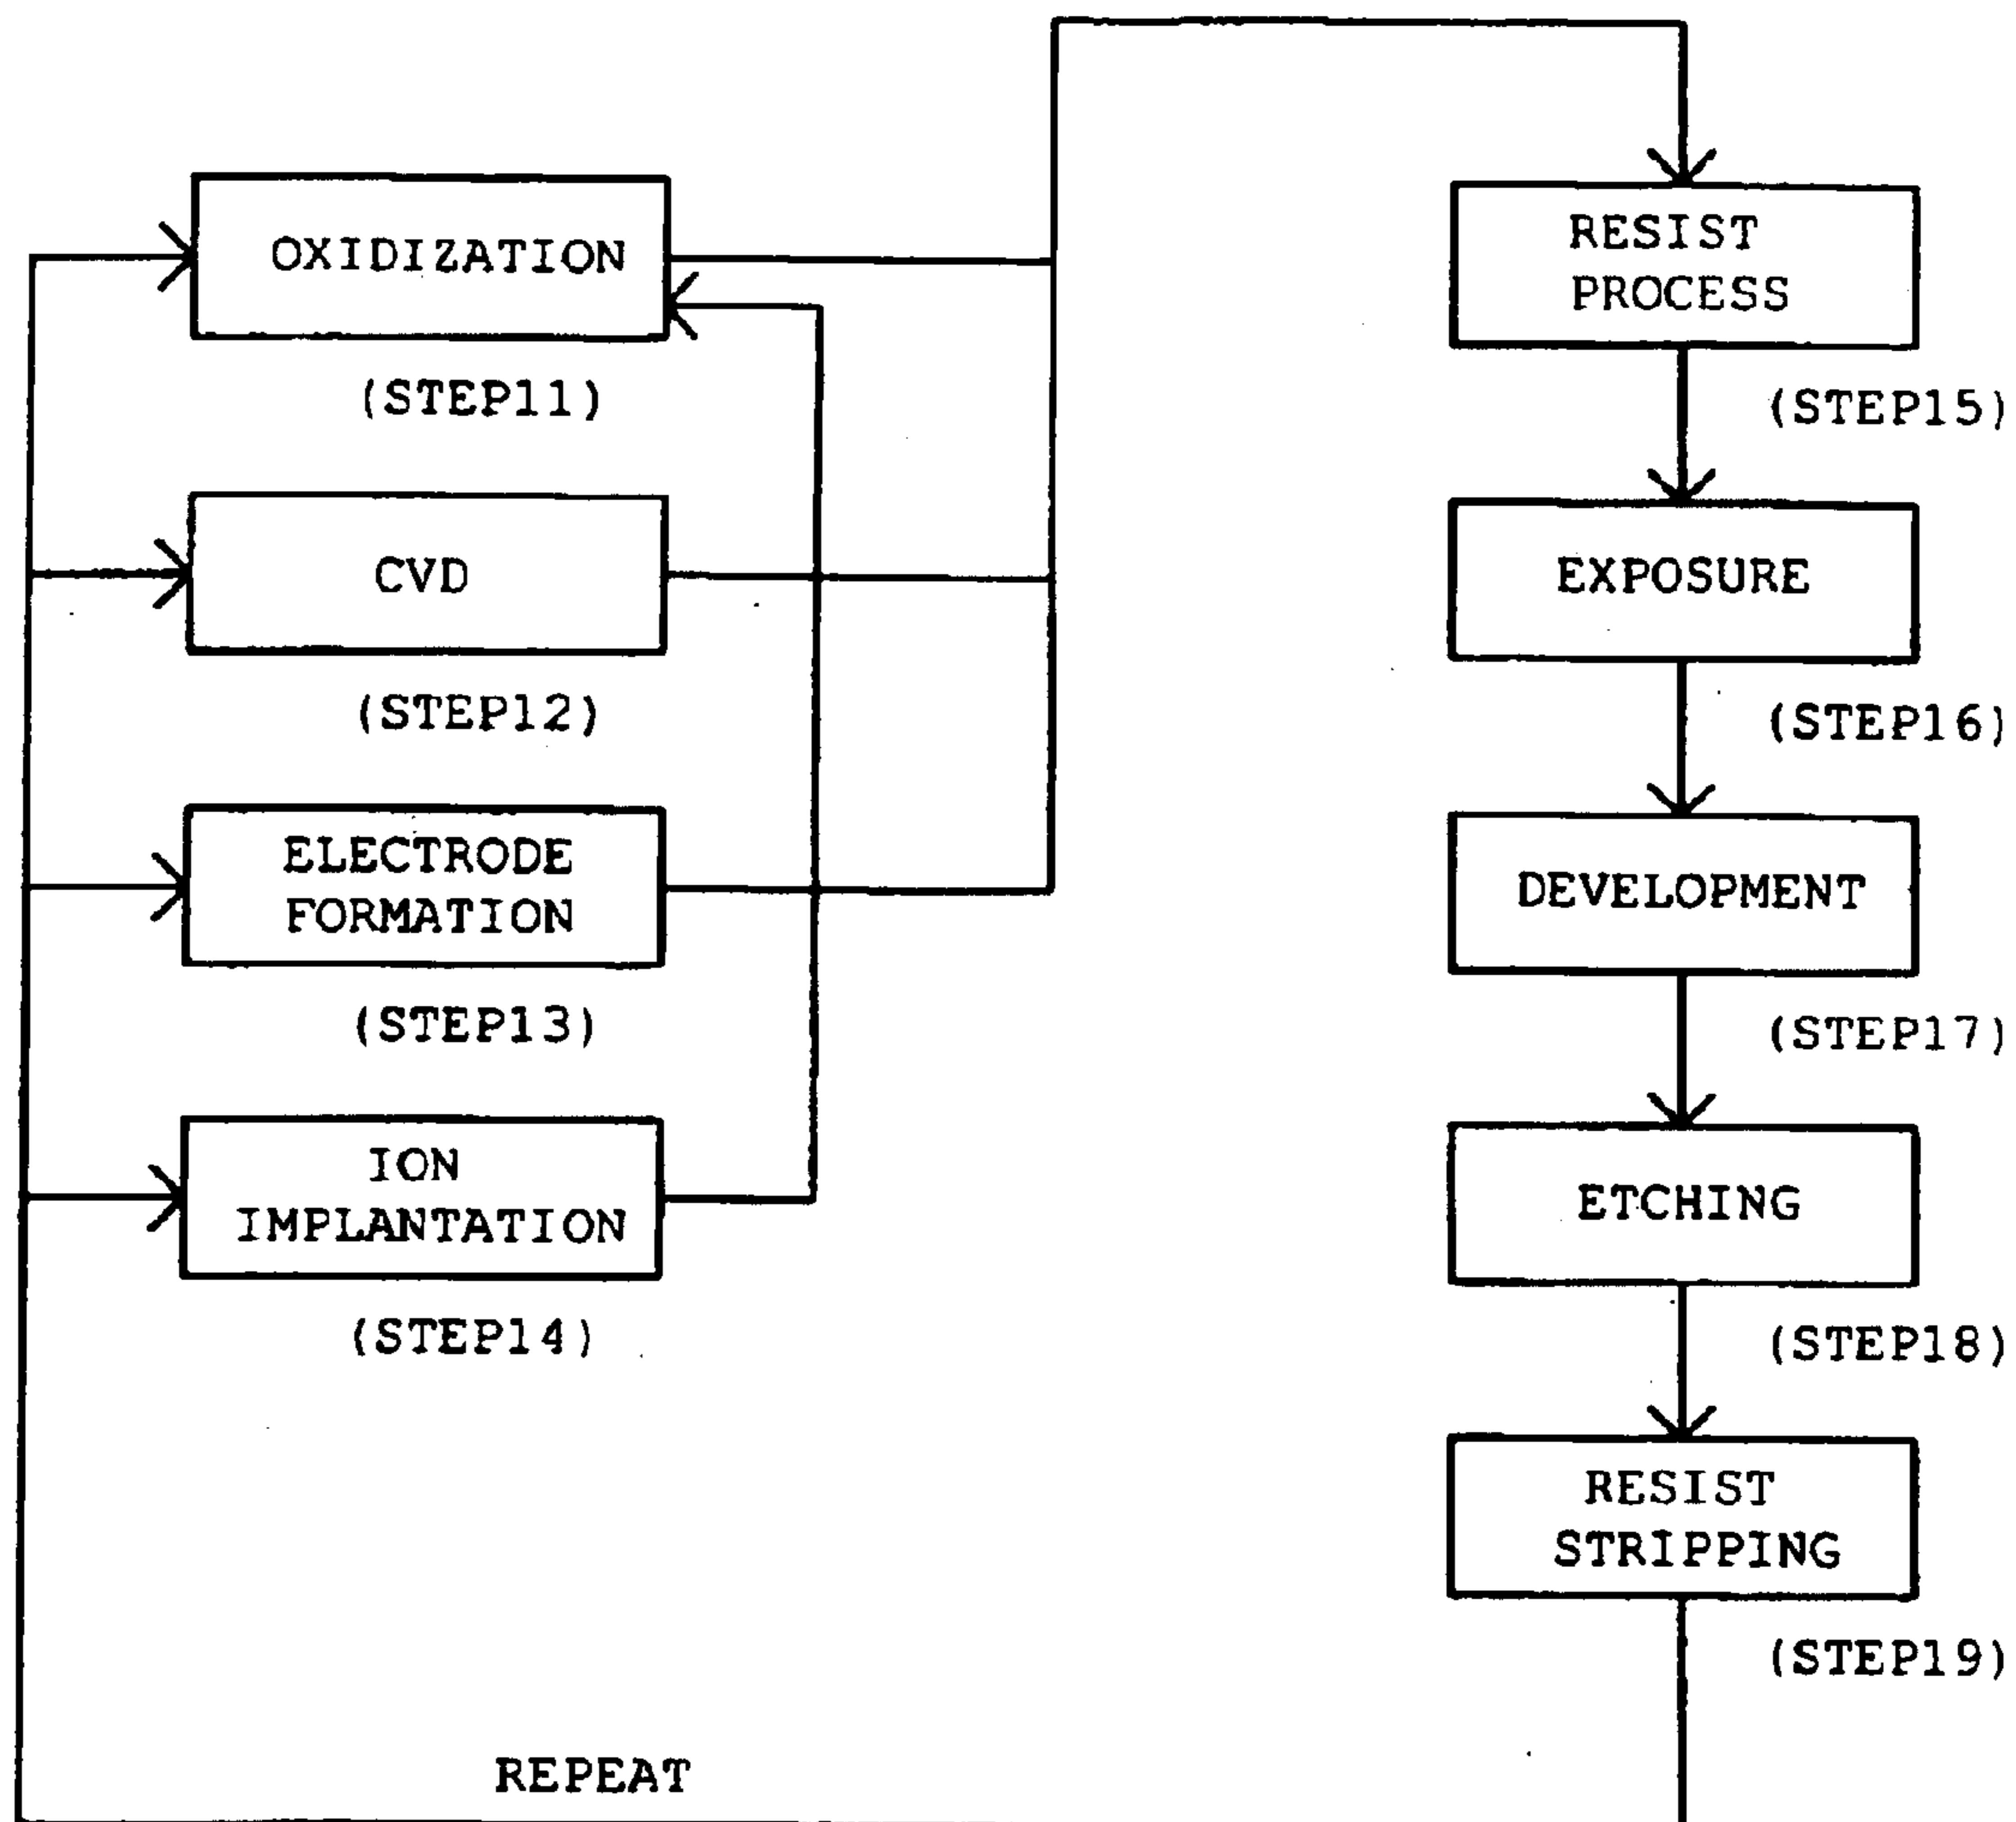 OXIDIZATION
(STEP11)
CVD
(STEP12)
ELECTRODE
FORMATION
(STEP13)
ION
IMPLANTATION
(STEP14)
REPEAT
RESIST
PROCESS
(STEP15)
EXPOSURE
(STEP16)
DEVELOPMENT
(STEP17)
ETCHING
(STEP18)
RESIST
STRIPPING
(STEP19)